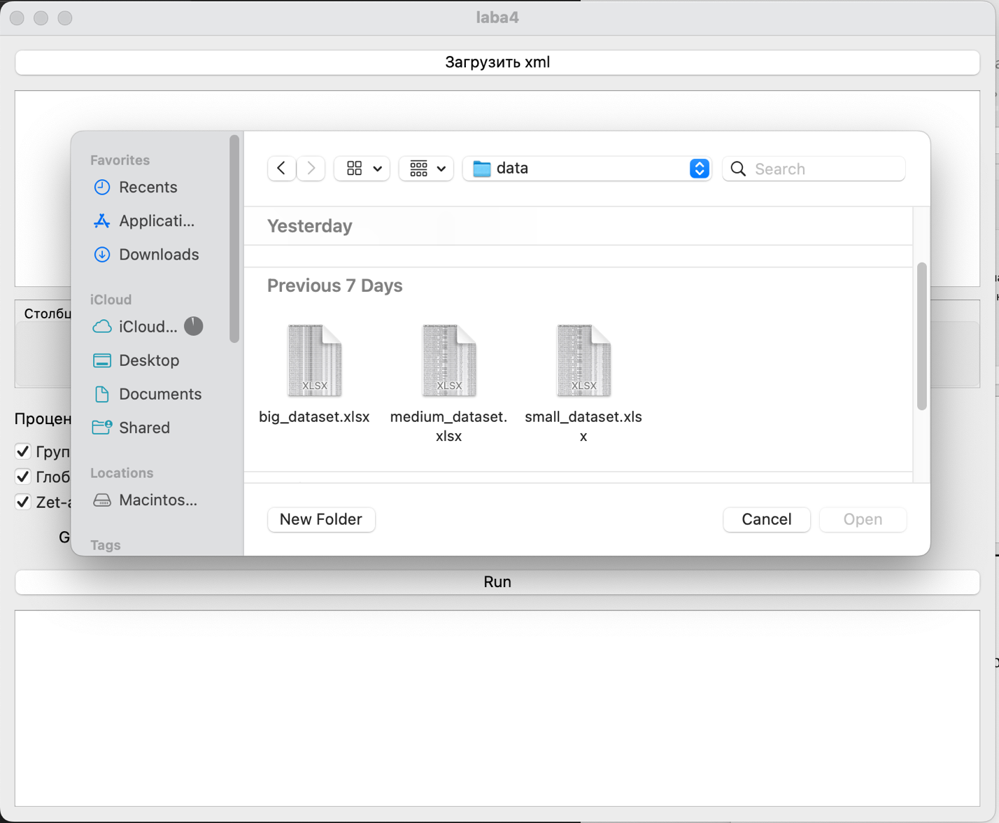 laba4
Загрузить xml
Favorites
Recents
Applicati...
Downloads
iCloud
iCloud...
Desktop
Documents
Shared
Locations
Macintos...
Tags
data
Search
Yesterday
Previous 7 Days
XLSX
XLSX
XLSX
big_dataset.xlsx
medium_dataset.
xlsx
small_dataset.xls
x
New Folder
Cancel
Open
Столбц
Процен
Груп
Глоб
Zet-а
G
Run